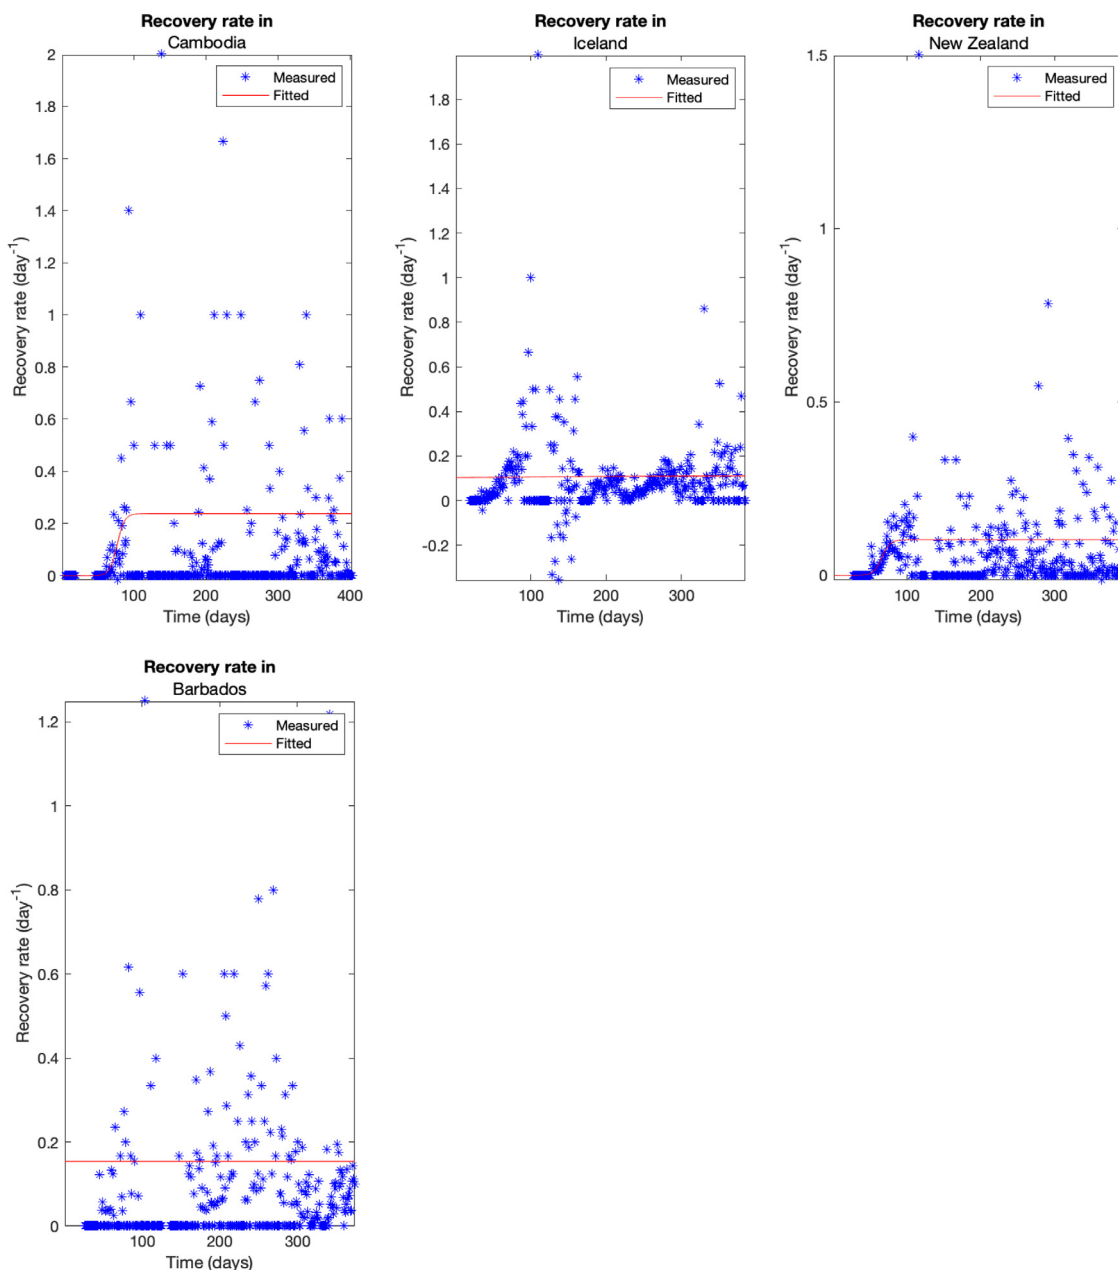 Recovery rate in
Cambodia
2
1.8
1.6
1.4
1.2
1
0.8
0.6
0.4
0.2
0
Recovery rate (day⁻¹)
Measured
Fitted
0
100
200
300
400
Time (days)
Recovery rate in
Iceland
1.8
1.6
1.4
1.2
1
0.8
0.6
0.4
0.2
0
-0.2
Recovery rate (day⁻¹)
Measured
Fitted
100
200
300
Time (days)
Recovery rate in
New Zealand
1.5
1
0.5
0
Recovery rate (day⁻¹)
Measured
Fitted
100
200
300
Time (days)
Recovery rate in
Barbados
1.2
1
0.8
0.6
0.4
0.2
0
Recovery rate (day⁻¹)
Measured
Fitted
100
200
300
Time (days)